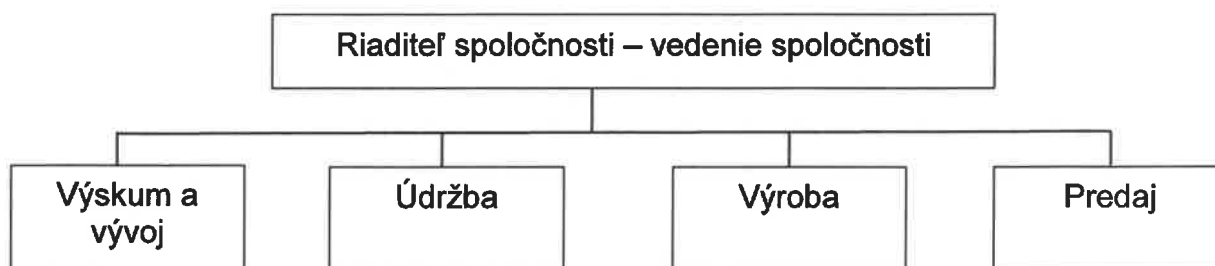 Riaditeľ spoločnosti – vedenie spoločnosti
Výskum a
vývoj
Údržba
Výroba
Predaj